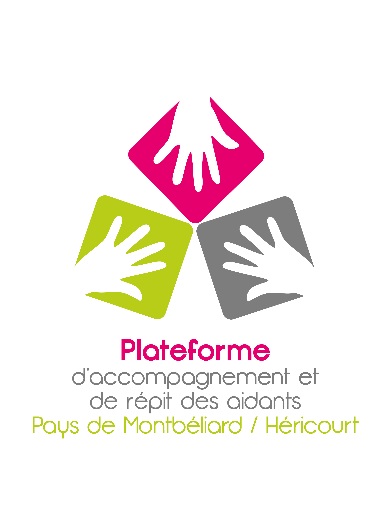 Plateforme
d'accompagnement et
de répit des aidants
Pays de Montbéliard / Héricourt